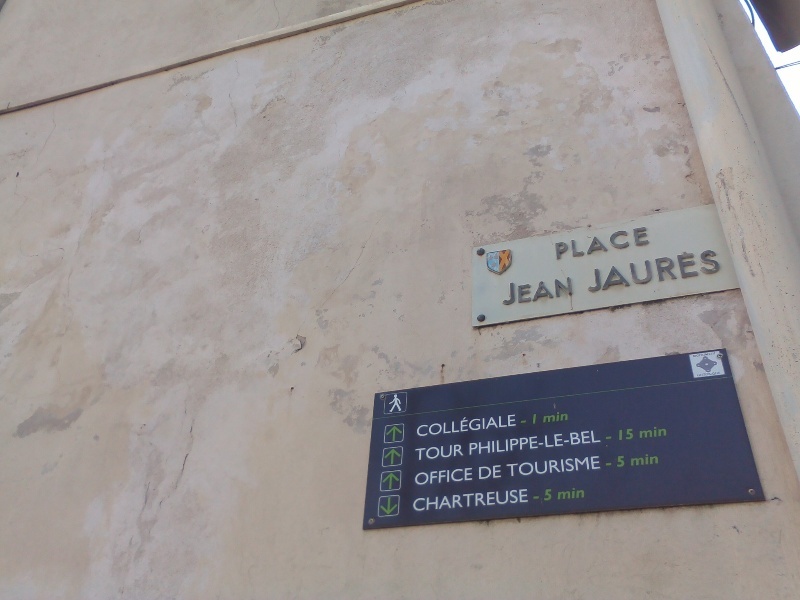 PLACE
JEAN JAURÈS
COLLÉGIALE - 1 min
TOUR PHILIPPE-LE-BEL - 15 min
OFFICE DE TOURISME - 5 min
CHARTREUSE - 5 min